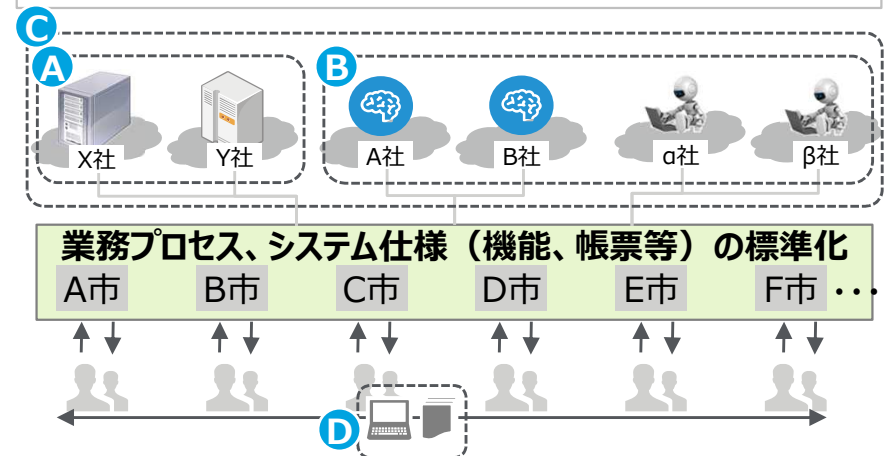 C
A
B
X社
Y社
A社
B社
α社
β社
業務プロセス、システム仕様（機能、帳票等）の標準化
A市
B市
C市
D市
E市
F市
・・・
D